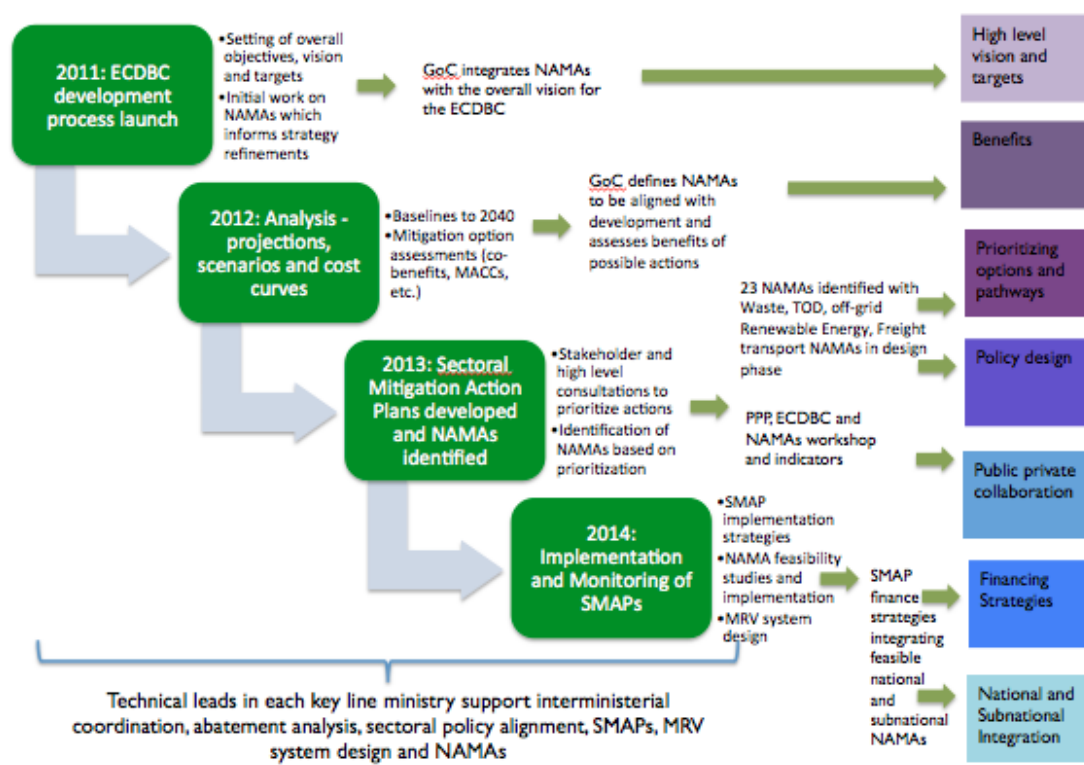 2011: ECDBC
development
process launch
•Setting of overall
objectives, vision
and targets
•Initial work on
NAMAs which
informs strategy
refinements
GoC integrates NAMAs
with the overall vision for
the ECDBC
High level
vision and
targets
2012: Analysis -
projections,
scenarios and cost
curves
•Baselines to 2040
•Mitigation option
assessments (co-
benefits, MACCs,
etc.)
GoC defines NAMAs
to be aligned with
development and
assesses benefits of
possible actions
Benefits
2013: Sectoral
Mitigation Action
Plans developed
and NAMAs
identified
•Stakeholder and
high level
consultations to
prioritize actions
•Identification of
NAMAs based on
prioritization
23 NAMAs identified with
Waste, TOD, off-grid
Renewable Energy, Freight
transport NAMAs in design
phase
Prioritizing
options and
pathways
Policy design
PPP, ECDBC and
NAMAs workshop
and indicators
Public private
collaboration
2014:
Implementation
and Monitoring of
SMAPs
•SMAP
implementation
strategies
•NAMA feasibility
studies and
implementation
•MRV system
design
SMAP
finance
strategies
integrating
feasible
national
and
subnational
NAMAs
Financing
Strategies
National and
Subnational
Integration
Technical leads in each key line ministry support interministerial
coordination, abatement analysis, sectoral policy alignment, SMAPs, MRV
system design and NAMAs